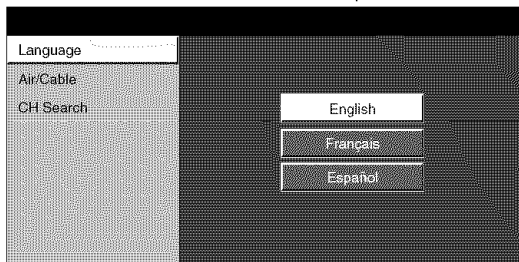 Language
Air/Cable
CH Search
English
Français
Español